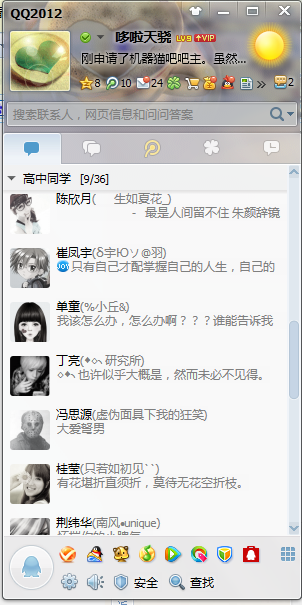 QQ2012
哆啦天骁 LV5 VIP
刚申请了机器猫吧吧主。虽然...
8 10 22 2
搜索联系人，网页信息和问问答案
高中同学 [9/36]
陈欣月( 生如夏花_)
- 最是人间留不住 朱颜辞镜
崔凤宇(δ宇Юソ@羽)
JOY 只有自己才配掌握自己的人生，自己的
单童(%小丘&)
我该怎么办，怎么办啊？？？谁能告诉我
丁亮( 研究所)
也许似乎大概是，然而未必不见得。
冯思源(虚伪面具下我的狂笑)
大爱弩男
桂莹(只若如初见``)
有花堪折直须折，莫待无花空折枝。
荆纬华(南风●unique)
安全 查找